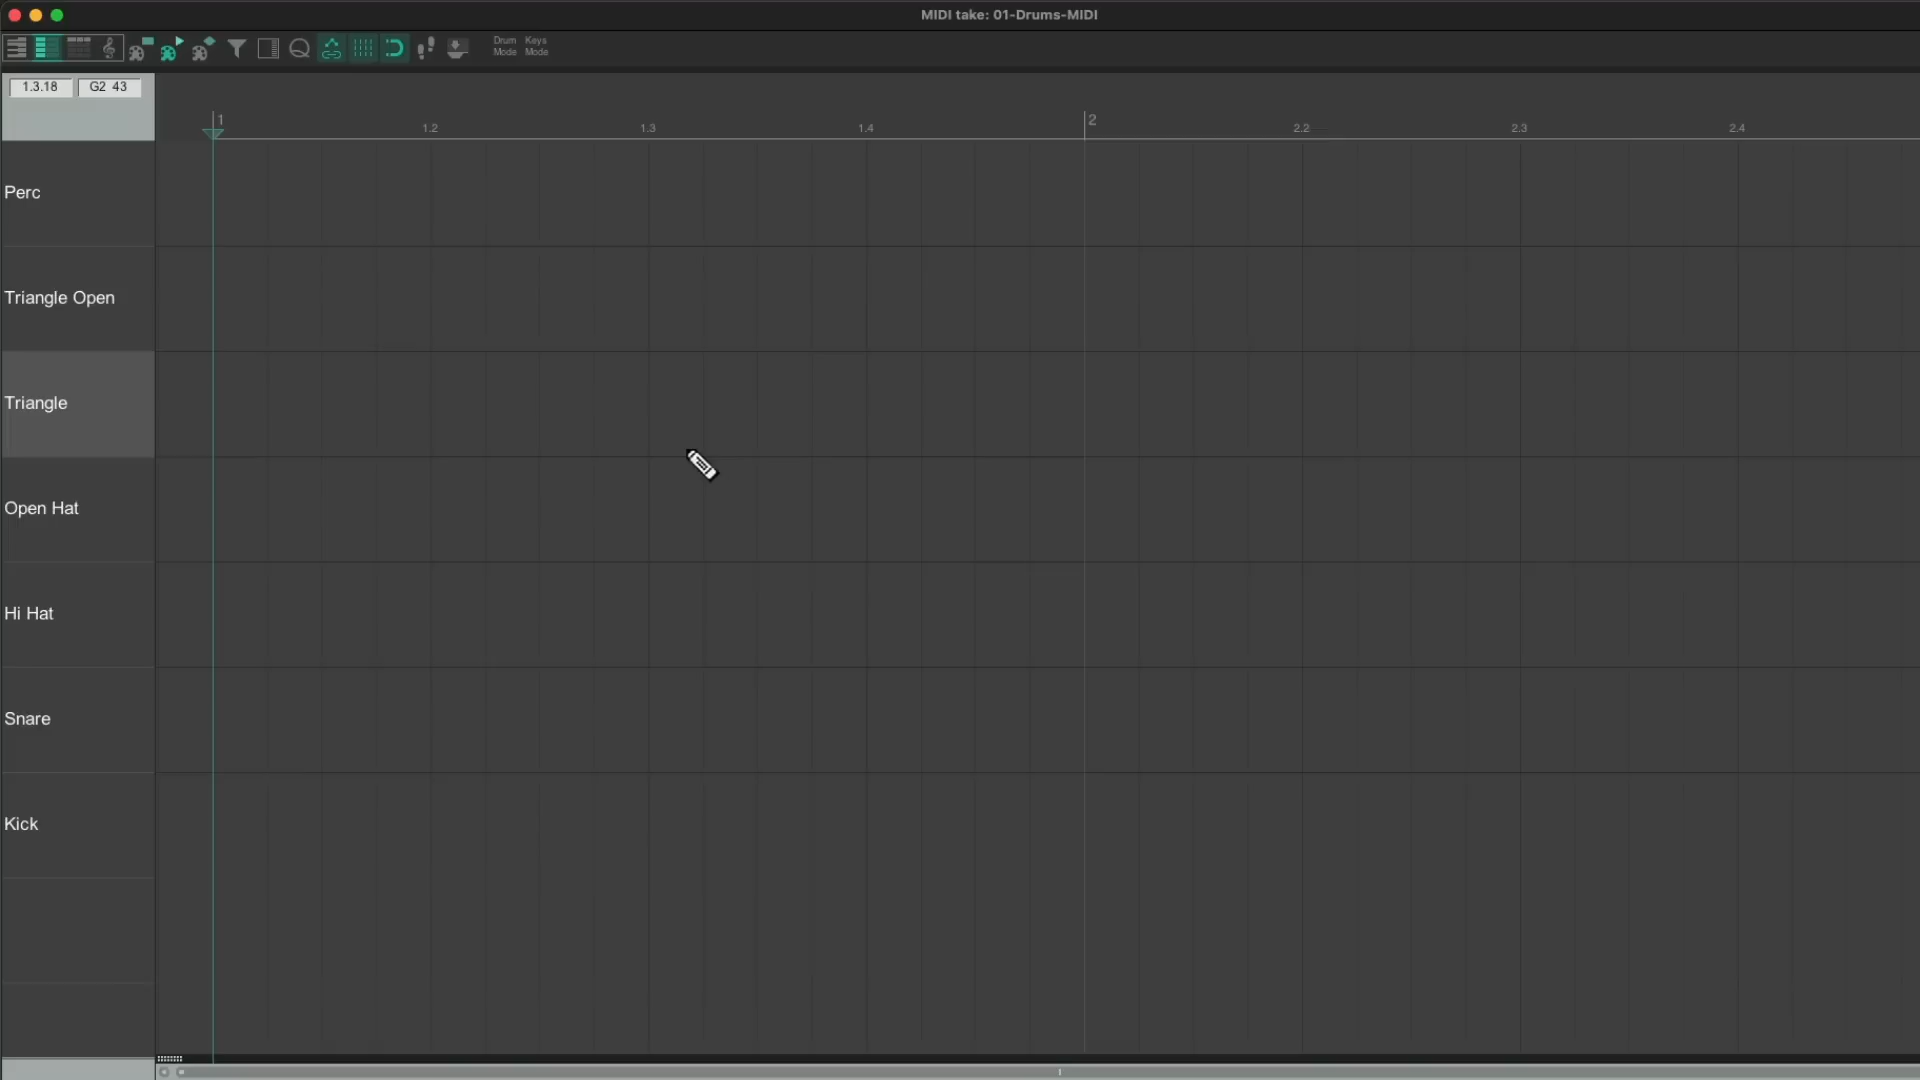 MIDI take: 01-Drums-MIDI
Drum Mode
Keys Mode
1.3.18
G2 43
1
1.2
1.3
1.4
2
2.2
2.3
2.4
Perc
Triangle Open
Triangle
Open Hat
Hi Hat
Snare
Kick